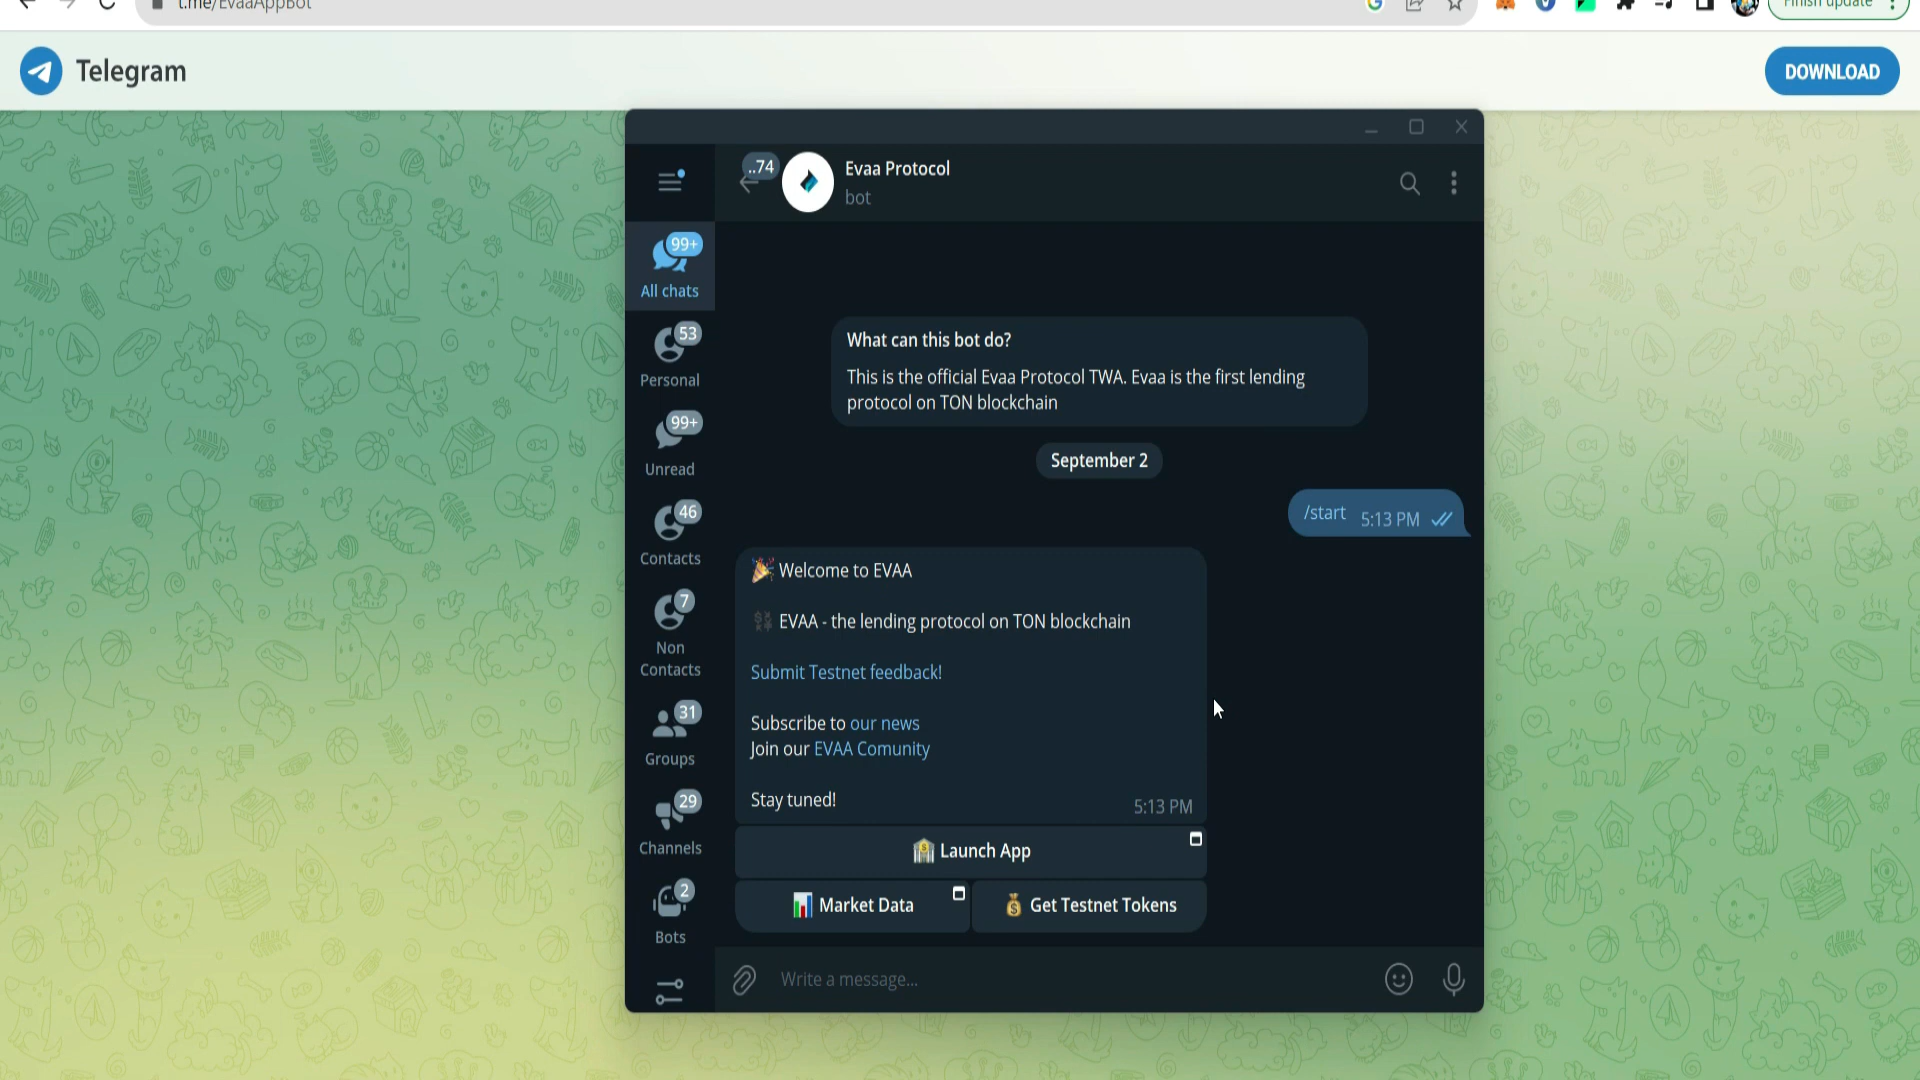 t.me/EvaaAppBot
Finish update
Telegram
DOWNLOAD
..74
Evaa Protocol
bot
99+
All chats
53
Personal
99+
Unread
46
Contacts
7
Non
Contacts
31
Groups
29
Channels
2
Bots
What can this bot do?
This is the official Evaa Protocol TWA. Evaa is the first lending
protocol on TON blockchain
September 2
/start 5:13 PM
Welcome to EVAA
EVAA - the lending protocol on TON blockchain
Submit Testnet feedback!
Subscribe to our news
Join our EVAA Comunity
Stay tuned!
5:13 PM
Launch App
Market Data
Get Testnet Tokens
Write a message...